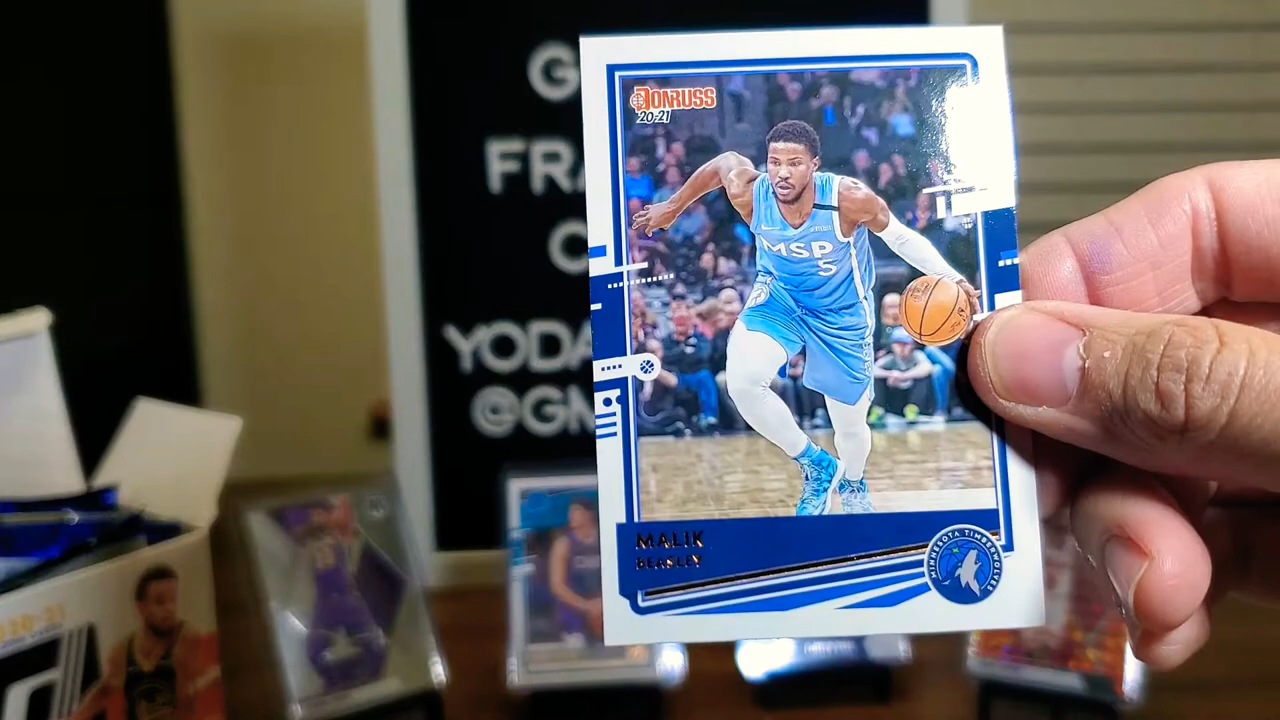 G
FRA
C
YODA
@GM
DONRUSS
20-21
MSP
5
MALIK
BEASLEY
MINNESOTA TIMBERWOLVES